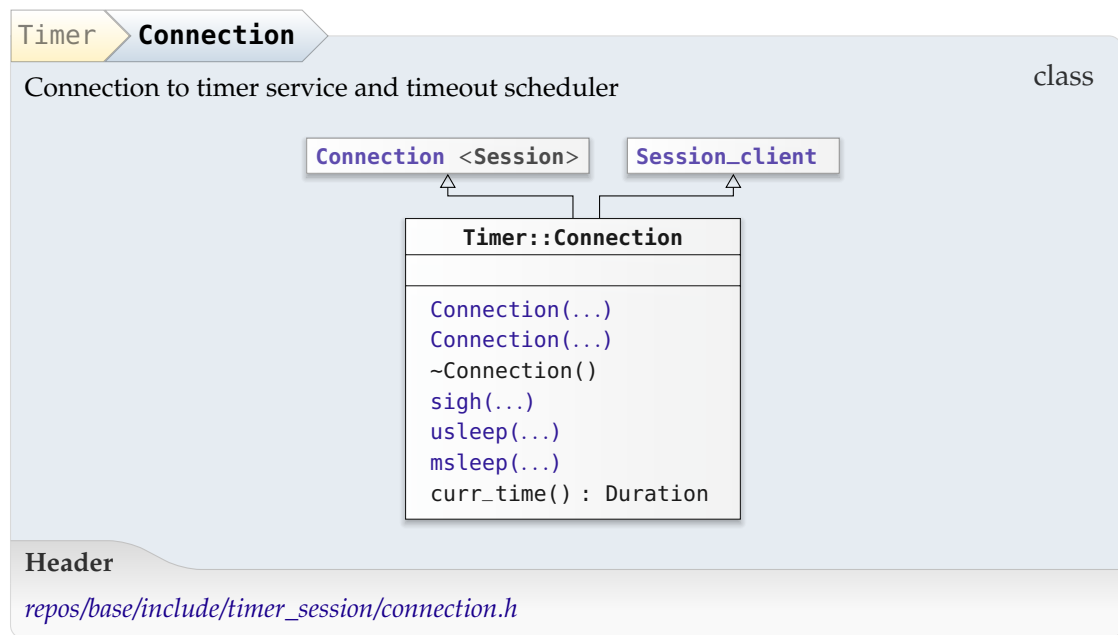 Timer Connection
class
Connection to timer service and timeout scheduler
Connection <Session> Session_client
Timer::Connection
Connection(...)
Connection(...)
~Connection()
sigh(...)
usleep(...)
msleep(...)
curr_time() : Duration
Header
repos/base/include/timer_session/connection.h